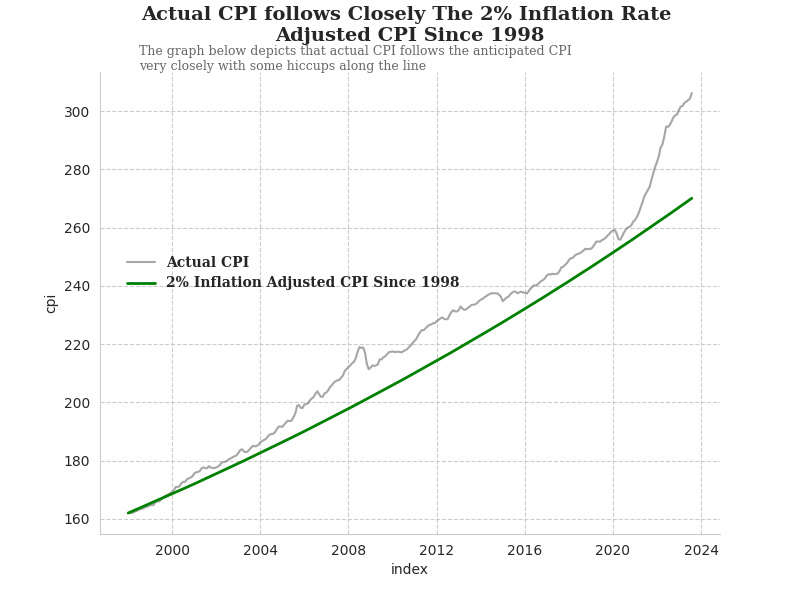 Actual CPI follows Closely The 2% Inflation Rate
Adjusted CPI Since 1998
The graph below depicts that actual CPI follows the anticipated CPI
very closely with some hiccups along the line
300
280
260
240
220
200
180
160
cpi
Actual CPI
2% Inflation Adjusted CPI Since 1998
2000 2004 2008 2012 2016 2020 2024
index